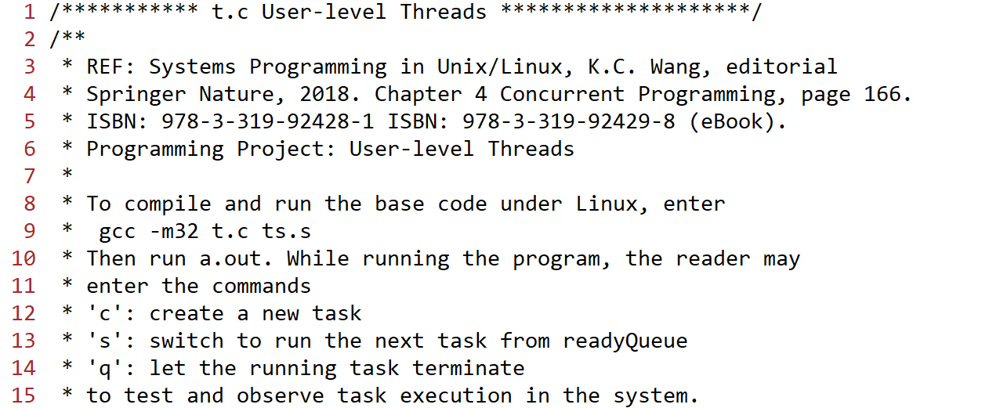 1 /*********** t.c User-level Threads ********************/
2 /**
3  * REF: Systems Programming in Unix/Linux, K.C. Wang, editorial
4  * Springer Nature, 2018. Chapter 4 Concurrent Programming, page 166.
5  * ISBN: 978-3-319-92428-1 ISBN: 978-3-319-92429-8 (eBook).
6  * Programming Project: User-level Threads
7  *
8  * To compile and run the base code under Linux, enter
9  *  gcc -m32 t.c ts.s
10  * Then run a.out. While running the program, the reader may
11  * enter the commands
12  * 'c': create a new task
13  * 's': switch to run the next task from readyQueue
14  * 'q': let the running task terminate
15  * to test and observe task execution in the system.